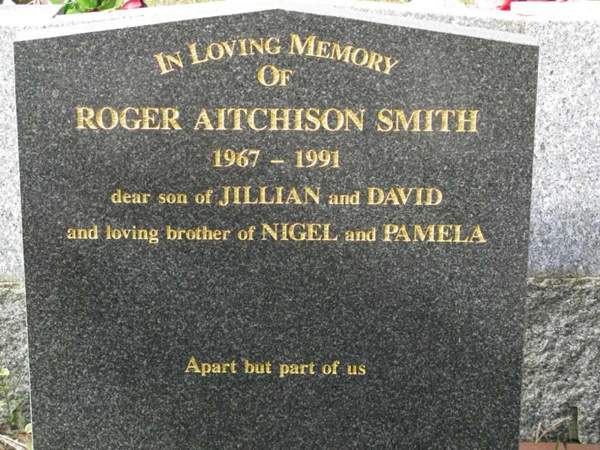 IN LOVING MEMORY
OF
ROGER AITCHISON SMITH
1967 – 1991
dear son of JILLIAN and DAVID
and loving brother of NIGEL and PAMELA
Apart but part of us